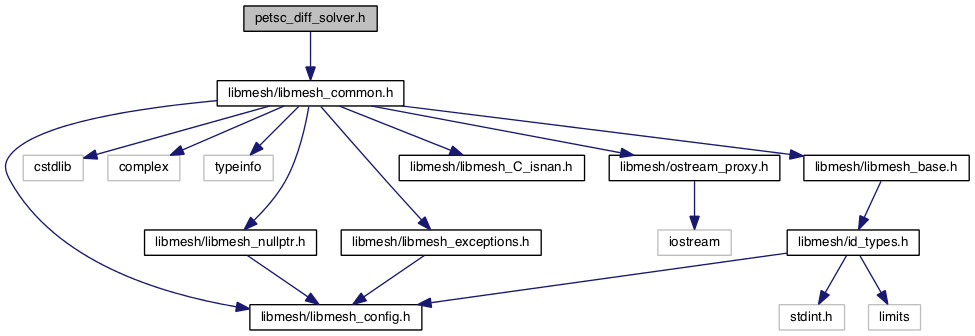 petsc_diff_solver.h
libmesh/libmesh_common.h
cstdlib
complex
typeinfo
libmesh/libmesh_C_isnan.h
libmesh/ostream_proxy.h
libmesh/libmesh_base.h
libmesh/libmesh_nullptr.h
libmesh/libmesh_exceptions.h
iostream
libmesh/id_types.h
libmesh/libmesh_config.h
stdint.h
limits